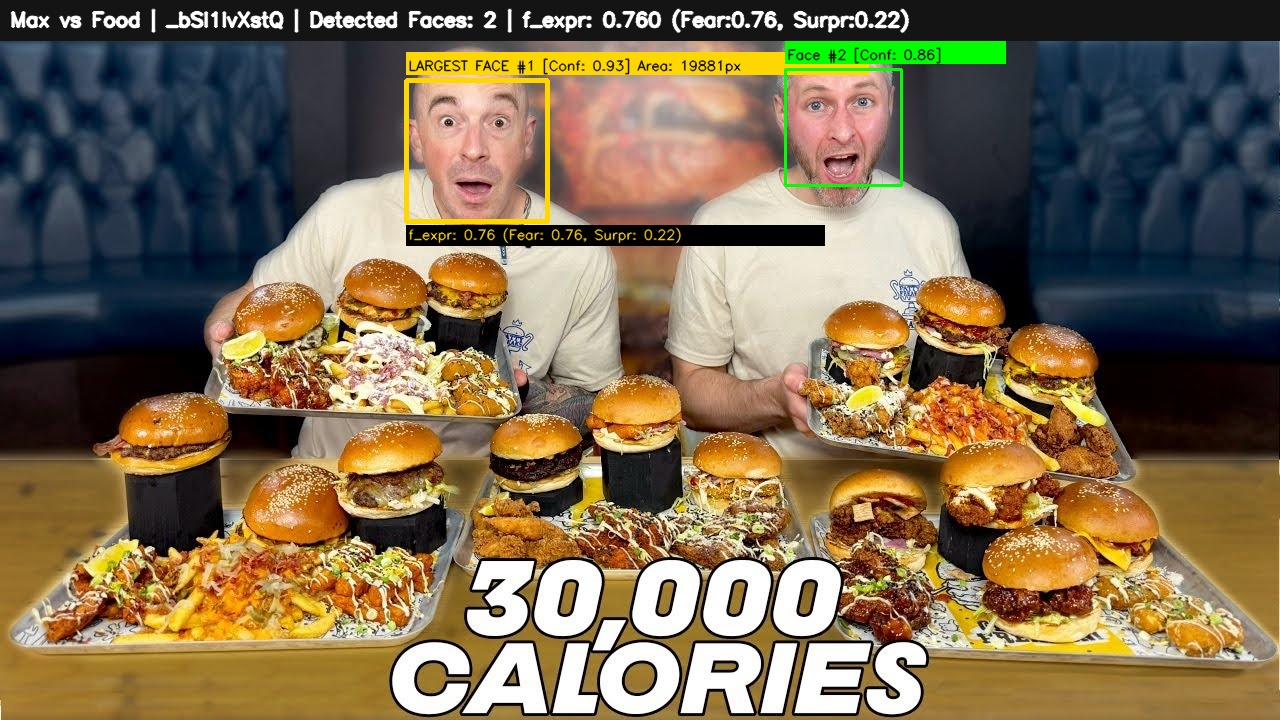 Max vs Food | _bSI1IvXstQ | Detected Faces: 2 | f_expr: 0.760 (Fear:0.76, Surpr:0.22)
LARGEST FACE #1 [Conf: 0.93] Area: 19881px
Face #2 [Conf: 0.86]
f_expr: 0.76 (Fear: 0.76, Surpr: 0.22)
30,000
CALORIES